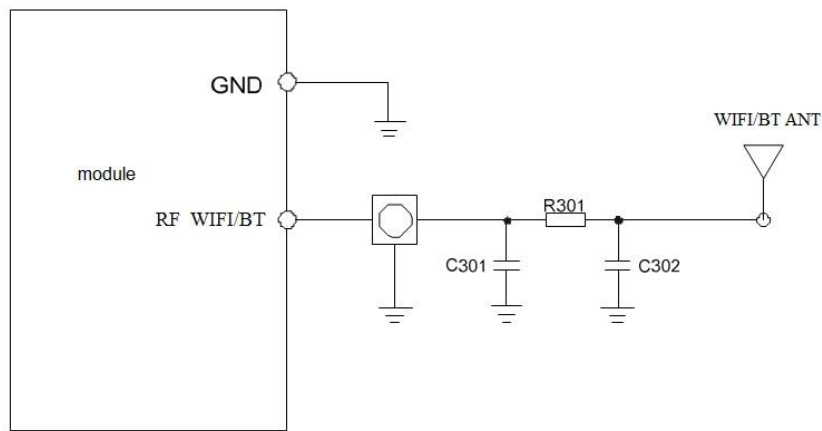 GND
WIFI/BT ANT
module
R301
RF WIFI/BT
C301
C302